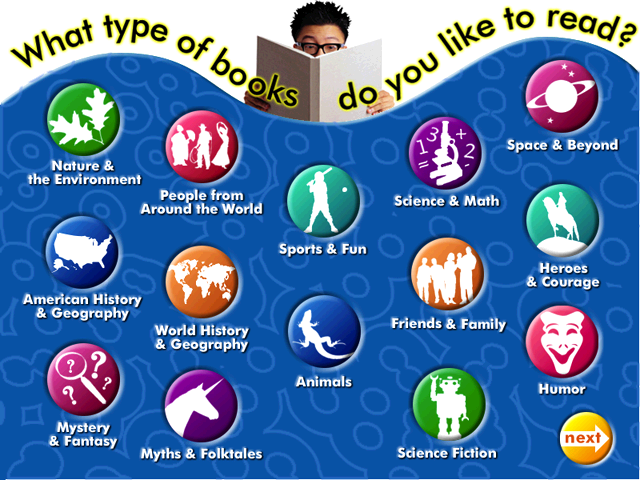 What type of books do you like to read?
Nature &
the Environment
People from
Around the World
Sports & Fun
132+
=2-
Science & Math
Space & Beyond
American History
& Geography
World History
& Geography
Animals
Friends & Family
Heroes
& Courage
Mystery
& Fantasy
? ? ?
Myths & Folktales
Science Fiction
Humor
next